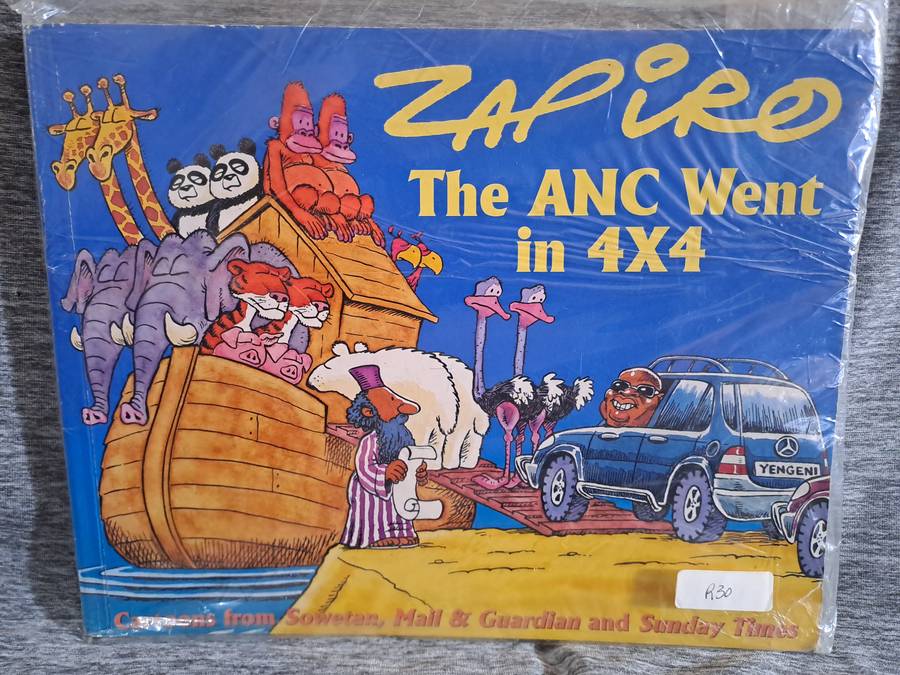 ZAPiRO
The ANC Went
in 4X4
YENGENI
R30
Cartoons from Sowetan, Mail & Guardian and Sunday Times